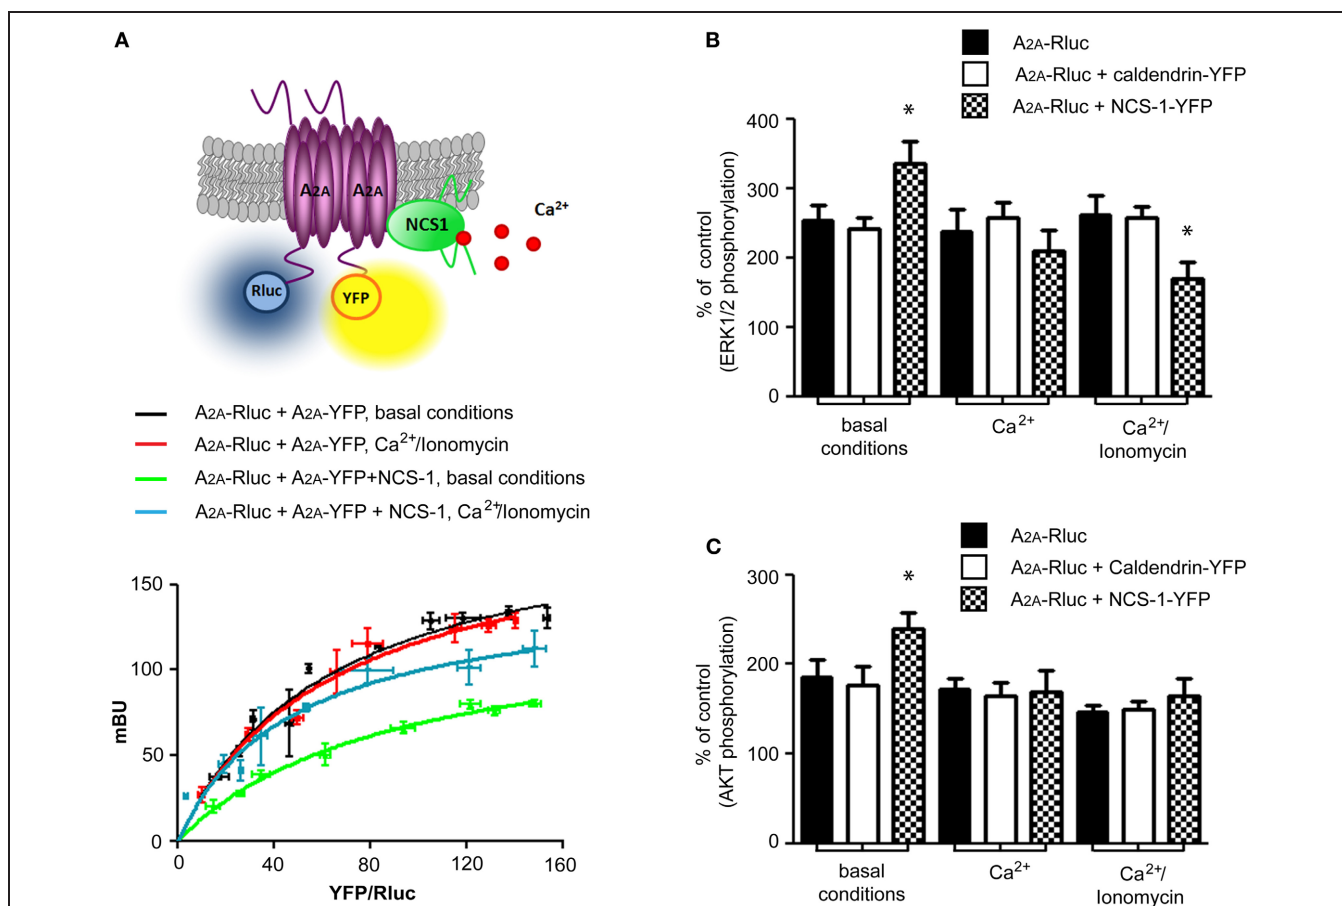 A
A2A
A2A
NCS1
Ca2+
Rluc
YFP
A2A-Rluc + A2A-YFP, basal conditions
A2A-Rluc + A2A-YFP, Ca2+/Ionomycin
A2A-Rluc + A2A-YFP+NCS-1, basal conditions
A2A-Rluc + A2A-YFP + NCS-1, Ca2+/Ionomycin
150
100
50
0
mBU
0
40
80
120
160
YFP/Rluc
B
A2A-Rluc
A2A-Rluc + caldendrin-YFP
A2A-Rluc + NCS-1-YFP
400
300
200
100
0
% of control
(ERK1/2 phosphorylation)
*
*
basal
conditions
Ca2+
Ca2+/
Ionomycin
C
A2A-Rluc
A2A-Rluc + Caldendrin-YFP
A2A-Rluc + NCS-1-YFP
300
200
100
0
% of control
(AKT phosphorylation)
*
basal
conditions
Ca2+
Ca2+/
Ionomycin